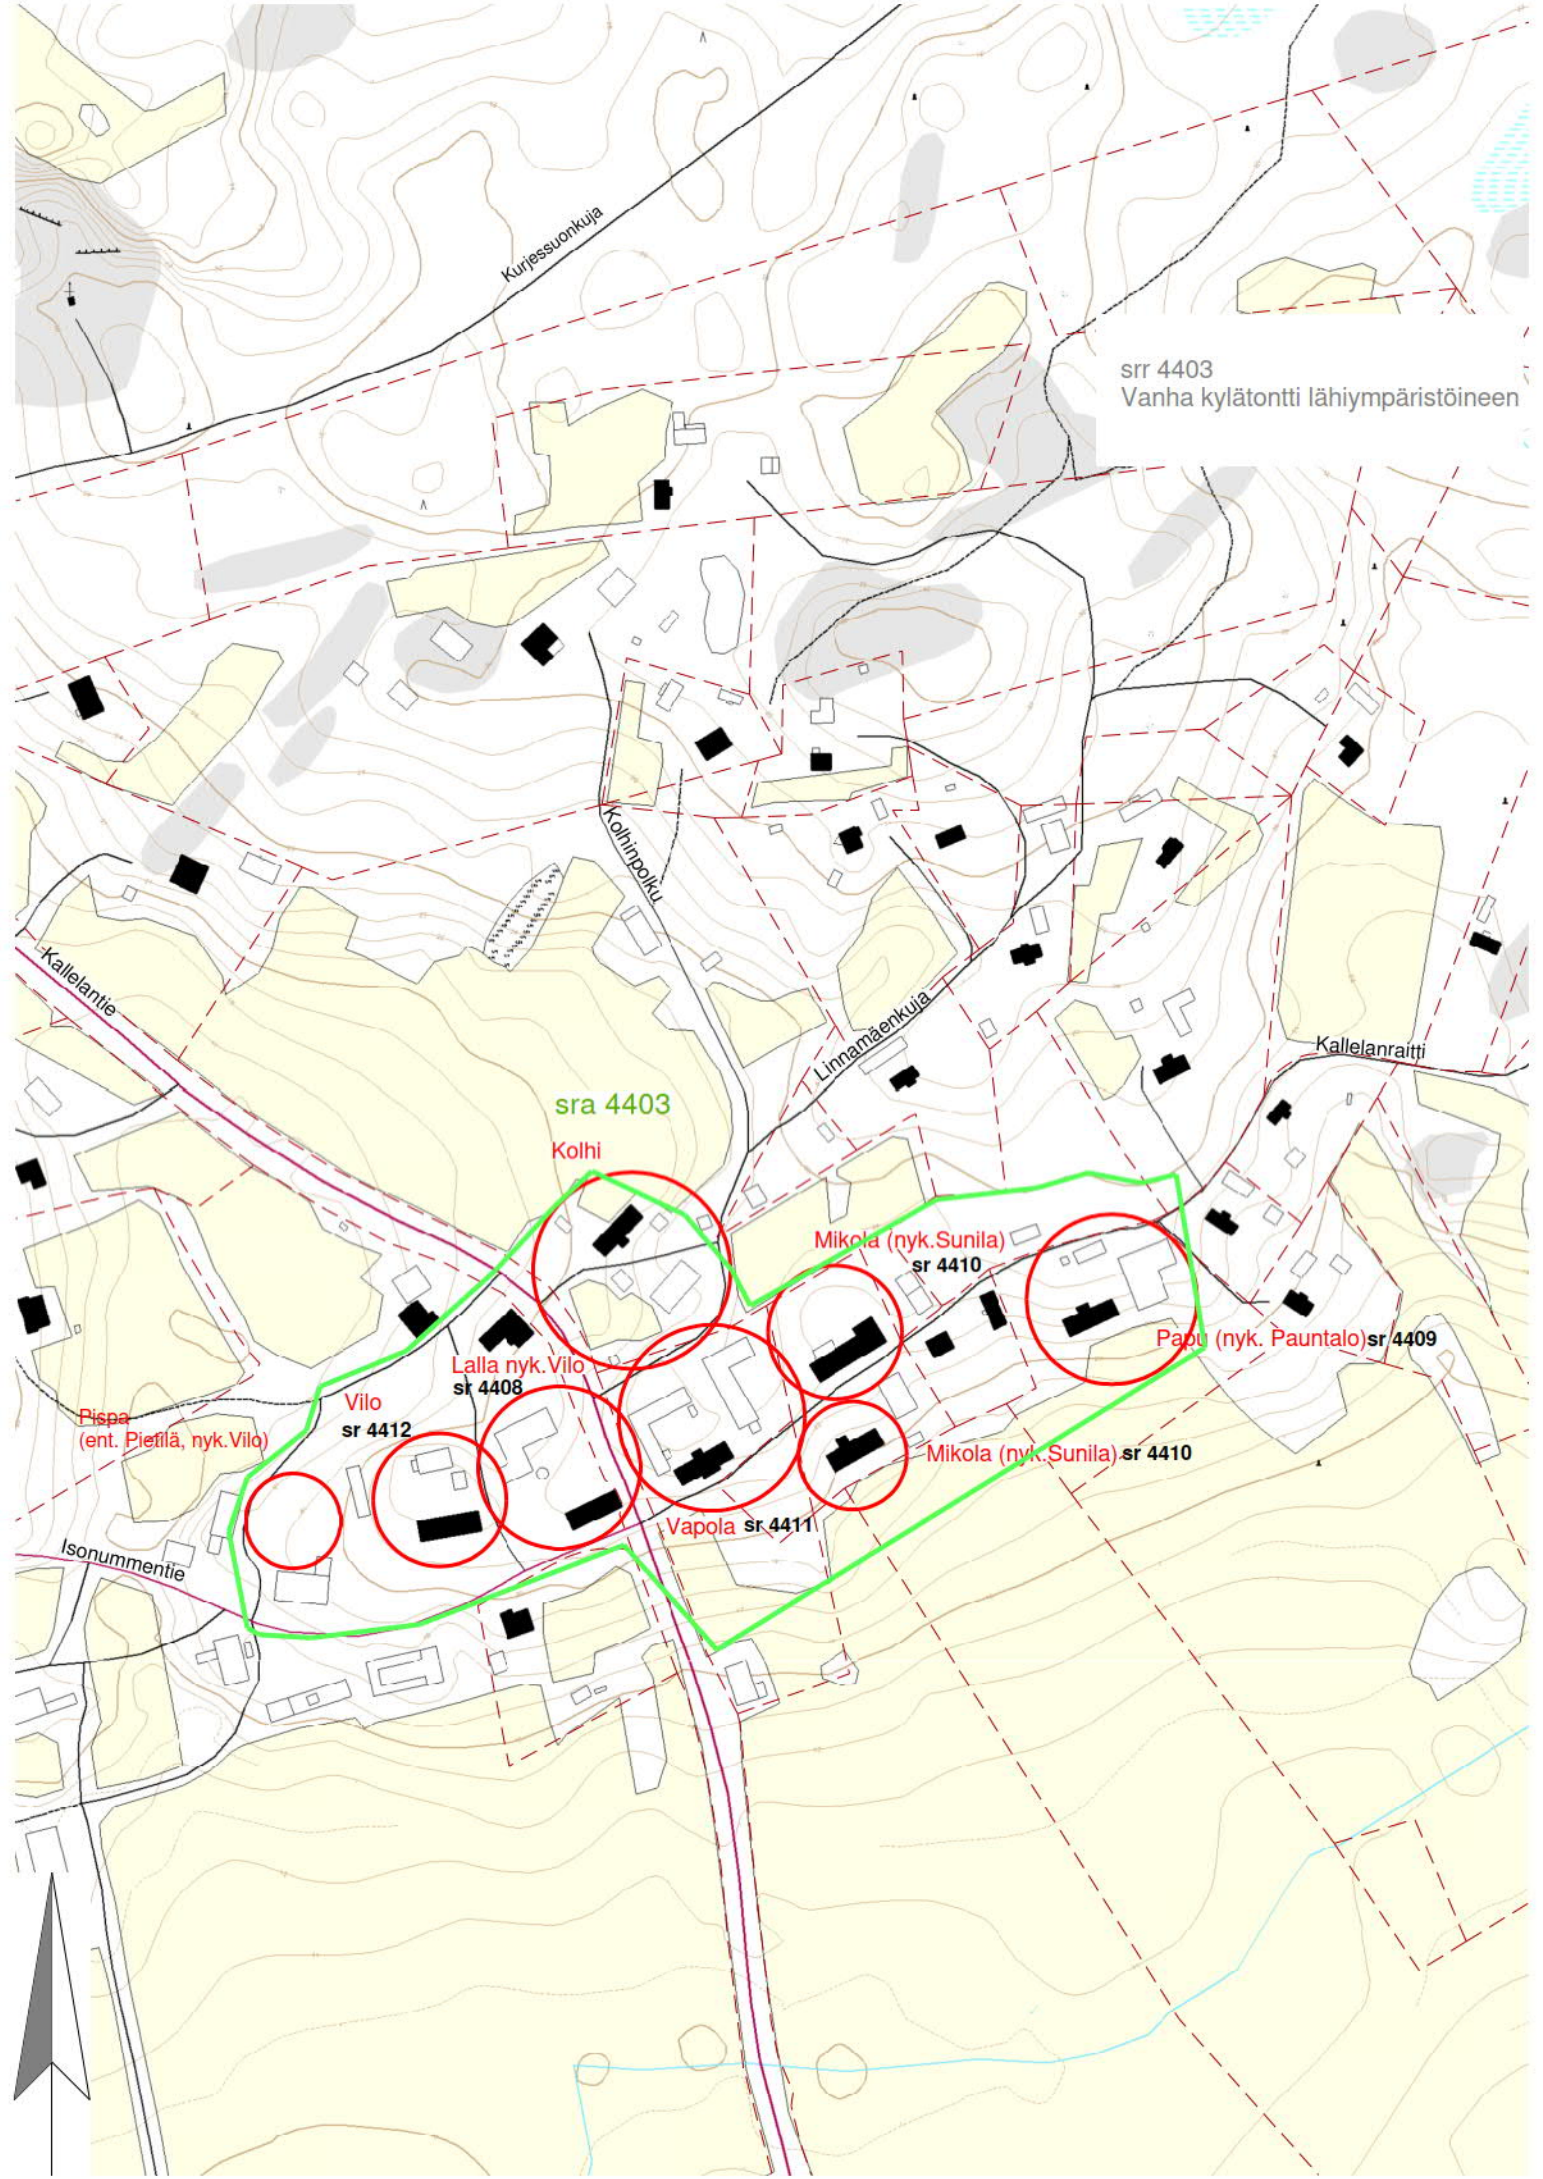 Kurjessuonkuja
srr 4403
Vanha kylätontti lähiympäristöineen
Kolhinpolku
Kallelantie
Linnamäenkuja
Kallelanraitti
sra 4403
Kolhi
Mikola (nyk.Sunila)
sr 4410
Papu (nyk. Pauntalo) sr 4409
Lalla nyk.Vilo
sr 4408
Vilo
sr 4412
Pispa
(ent. Pietilä, nyk.Vilo)
Mikola (nyk.Sunila) sr 4410
Vapola sr 4411
Isonummentie